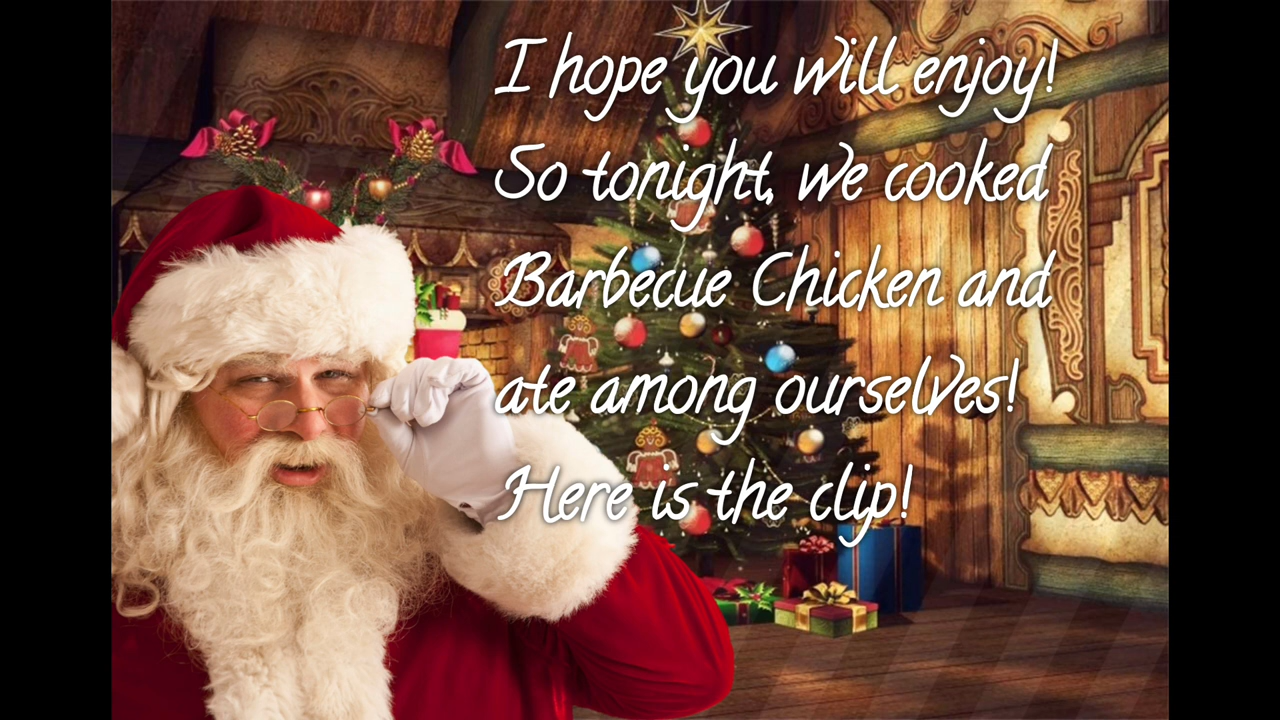 I hope you will enjoy!
So tonight, we cooked
Barbecue Chicken and
ate among ourselves!
Here is the clip!